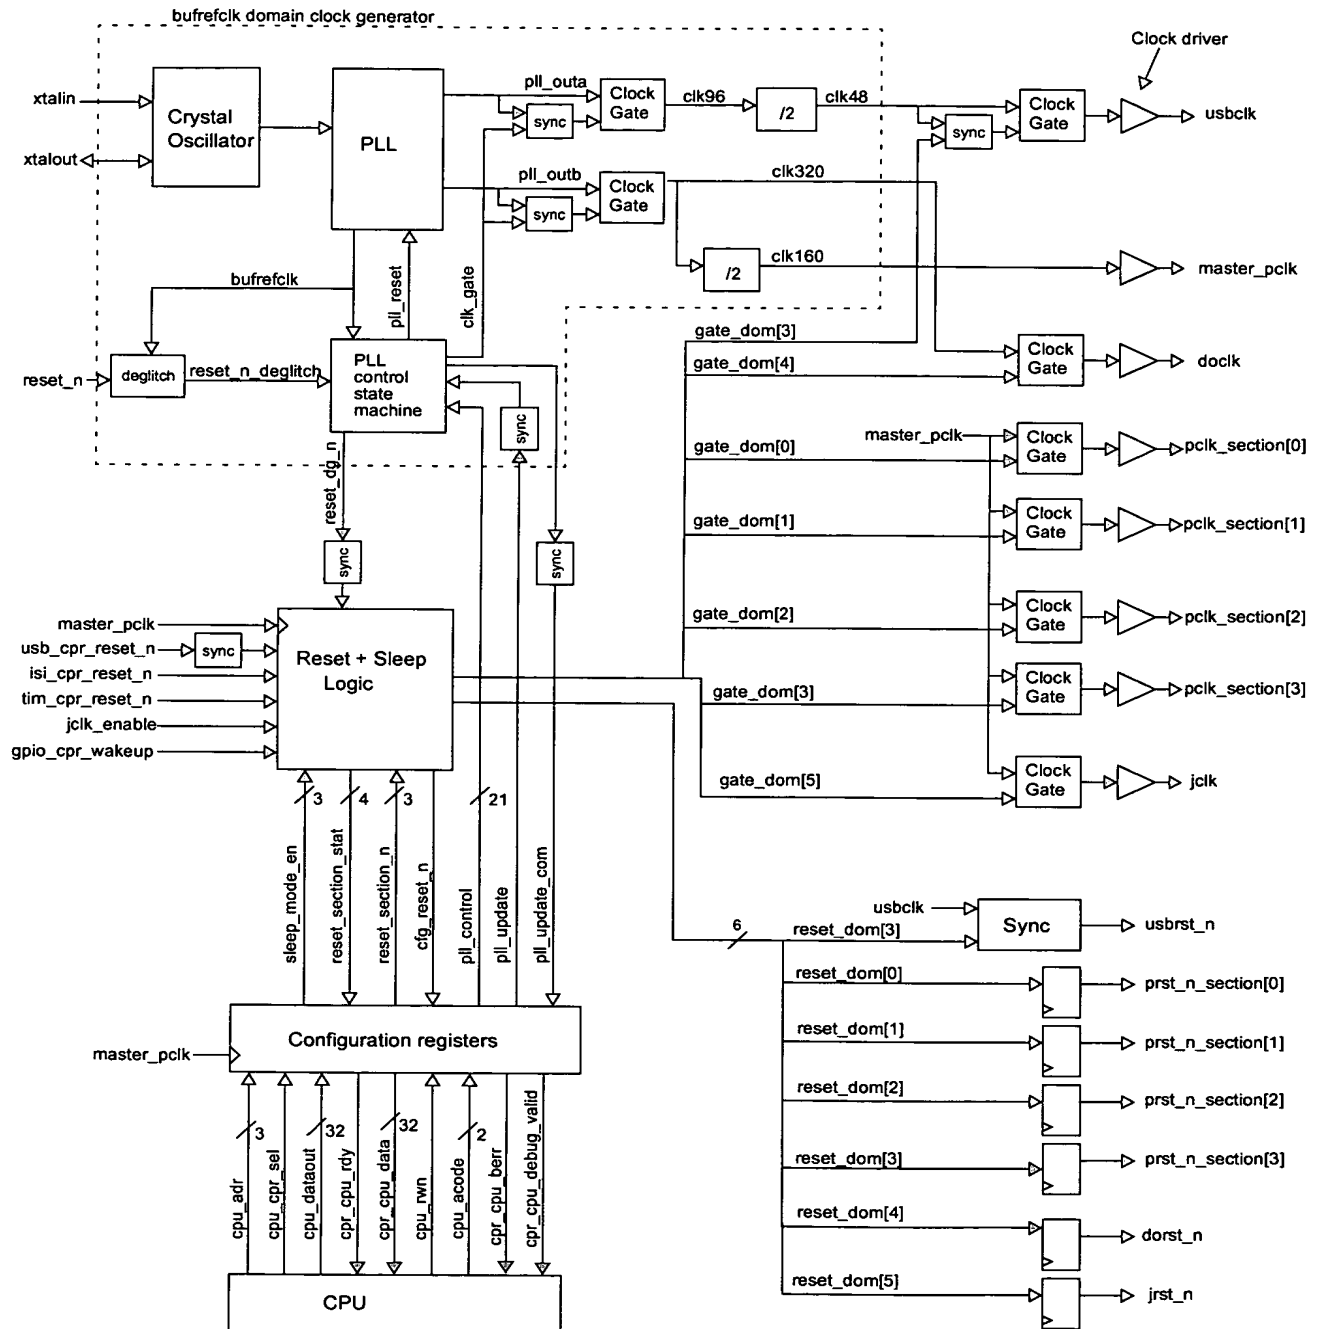 bufrefclk domain clock generator
Clock driver
xtalin
xtalout
Crystal
Oscillator
PLL
pll_outa
sync
Clock
Gate
clk96
/2
clk48
sync
Clock
Gate
usbclk
pll_outb
sync
Clock
Gate
clk320
/2
clk160
master_pclk
bufrefclk
pll_reset
clk_gate
reset_n
deglitch
reset_n_deglitch
PLL
control
state
machine
sync
gate_dom[3]
gate_dom[4]
Clock
Gate
doclk
master_pclk
gate_dom[0]
Clock
Gate
pclk_section[0]
reset_dg_n
gate_dom[1]
Clock
Gate
pclk_section[1]
sync
sync
gate_dom[2]
Clock
Gate
pclk_section[2]
master_pclk
usb_cpr_reset_n
sync
isi_cpr_reset_n
tim_cpr_reset_n
jclk_enable
gpio_cpr_wakeup
Reset + Sleep
Logic
gate_dom[3]
Clock
Gate
pclk_section[3]
gate_dom[5]
Clock
Gate
jclk
3
4
3
21
sleep_mode_en
reset_section_stat
reset_section_n
cfg_reset_n
pll_control
pll_update
pll_update_com
6
usbclk
reset_dom[3]
Sync
usbrst_n
reset_dom[0]
prst_n_section[0]
Configuration registers
master_pclk
reset_dom[1]
prst_n_section[1]
reset_dom[2]
prst_n_section[2]
3
32
32
2
cpu_adr
cpu_cpr_sel
cpu_dataout
cpr_cpu_rdy
cpr_cpu_data
cpu_rwn
cpu_acode
cpr_cpu_berr
cpr_cpu_debug_valid
reset_dom[3]
prst_n_section[3]
reset_dom[4]
dorst_n
reset_dom[5]
jrst_n
CPU